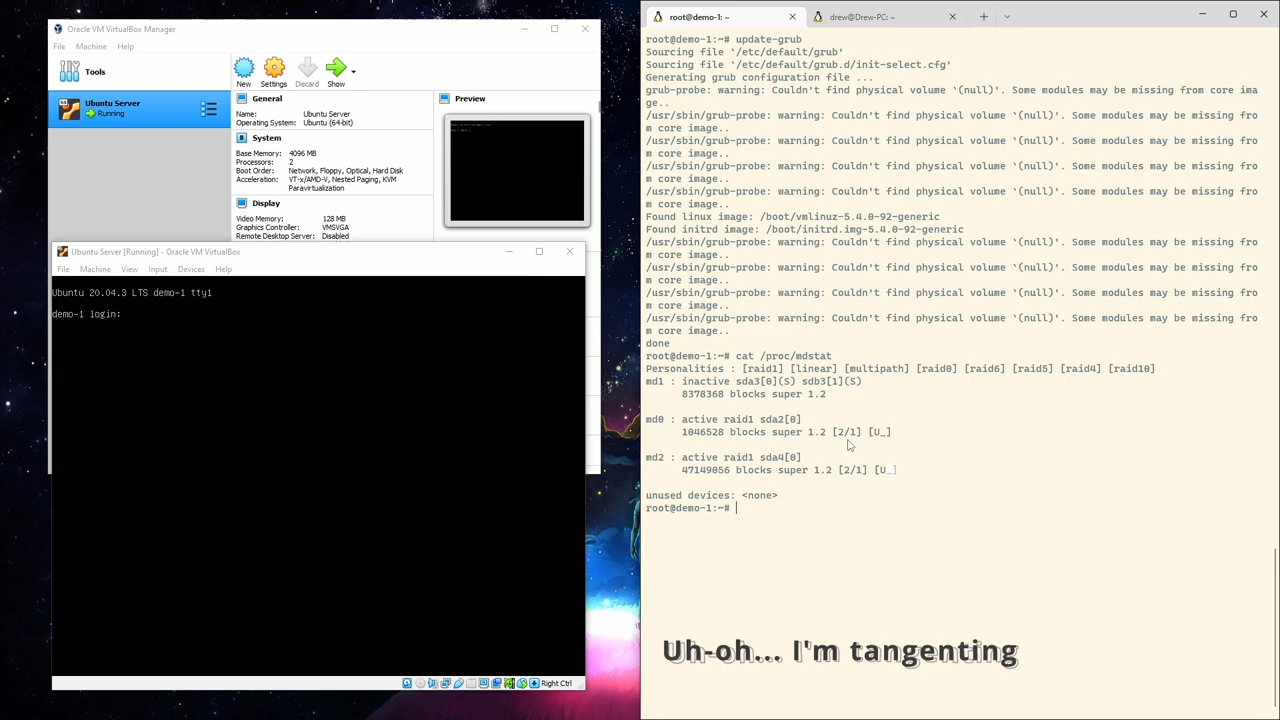 Oracle VM VirtualBox Manager
File Machine Help
Tools
New Settings Discard Show
Ubuntu Server
Running
General
Name: Ubuntu Server
Operating System: Ubuntu (64-bit)
System
Base Memory: 4096 MB
Processors: 2
Boot Order: Network, Floppy, Optical, Hard Disk
Acceleration: VT-x/AMD-V, Nested Paging, KVM
Paravirtualization
Display
Video Memory: 128 MB
Graphics Controller: VMSVGA
Remote Desktop Server: Disabled
Preview
Ubuntu Server [Running] - Oracle VM VirtualBox
File Machine View Input Devices Help
Ubuntu 20.04.3 LTS demo-1 tty1
demo-1 login:
Right Ctrl
root@demo-1: ~
drew@Drew-PC: ~
root@demo-1:~# update-grub
Sourcing file `/etc/default/grub'
Sourcing file `/etc/default/grub.d/init-select.cfg'
Generating grub configuration file ...
grub-probe: warning: Couldn't find physical volume `(null)'. Some modules may be missing from core ima
ge..
/usr/sbin/grub-probe: warning: Couldn't find physical volume `(null)'. Some modules may be missing fro
m core image..
/usr/sbin/grub-probe: warning: Couldn't find physical volume `(null)'. Some modules may be missing fro
m core image..
/usr/sbin/grub-probe: warning: Couldn't find physical volume `(null)'. Some modules may be missing fro
m core image..
/usr/sbin/grub-probe: warning: Couldn't find physical volume `(null)'. Some modules may be missing fro
m core image..
Found linux image: /boot/vmlinuz-5.4.0-92-generic
Found initrd image: /boot/initrd.img-5.4.0-92-generic
/usr/sbin/grub-probe: warning: Couldn't find physical volume `(null)'. Some modules may be missing fro
m core image..
/usr/sbin/grub-probe: warning: Couldn't find physical volume `(null)'. Some modules may be missing fro
m core image..
/usr/sbin/grub-probe: warning: Couldn't find physical volume `(null)'. Some modules may be missing fro
m core image..
/usr/sbin/grub-probe: warning: Couldn't find physical volume `(null)'. Some modules may be missing fro
m core image..
done
root@demo-1:~# cat /proc/mdstat
Personalities : [raid1] [linear] [multipath] [raid0] [raid6] [raid5] [raid4] [raid10]
md1 : inactive sda3[0](S) sdb3[1](S)
8378368 blocks super 1.2
md0 : active raid1 sda2[0]
1046528 blocks super 1.2 [2/1] [U_]
md2 : active raid1 sda4[0]
47149056 blocks super 1.2 [2/1] [U_]
unused devices: <none>
root@demo-1:~#
Uh-oh... I'm tangenting